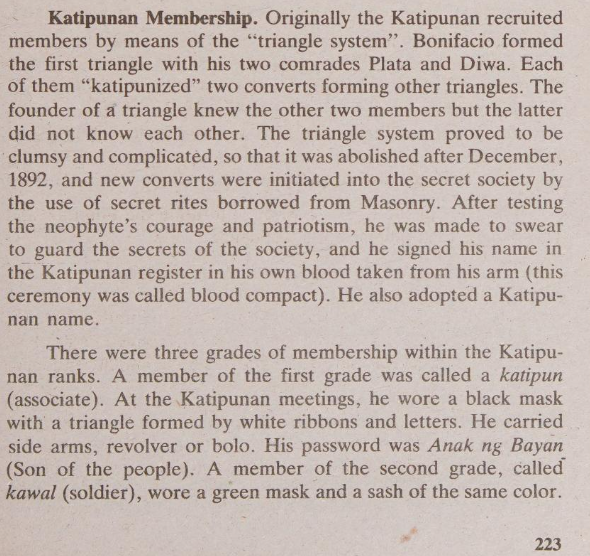 Katipunan Membership. Originally the Katipunan recruited
members by means of the “triangle system”. Bonifacio formed
the first triangle with his two comrades Plata and Diwa. Each
of them “katipunized” two converts forming other triangles. The
founder of a triangle knew the other two members but the latter
did not know each other. The triangle system proved to be
clumsy and complicated, so that it was abolished after December,
1892, and new converts were initiated into the secret society by
the use of secret rites borrowed from Masonry. After testing
the neophyte’s courage and patriotism, he was made to swear
to guard the secrets of the society, and he signed his name in
the Katipunan register in his own blood taken from his arm (this
ceremony was called blood compact). He also adopted a Katipu-
nan name.
There were three grades of membership within the Katipu-
nan ranks. A member of the first grade was called a katipun
(associate). At the Katipunan meetings, he wore a black mask
with a triangle formed by white ribbons and letters. He carried
side arms, revolver or bolo. His password was Anak ng Bayan
(Son of the people). A member of the second grade, called
kawal (soldier), wore a green mask and a sash of the same color.
223